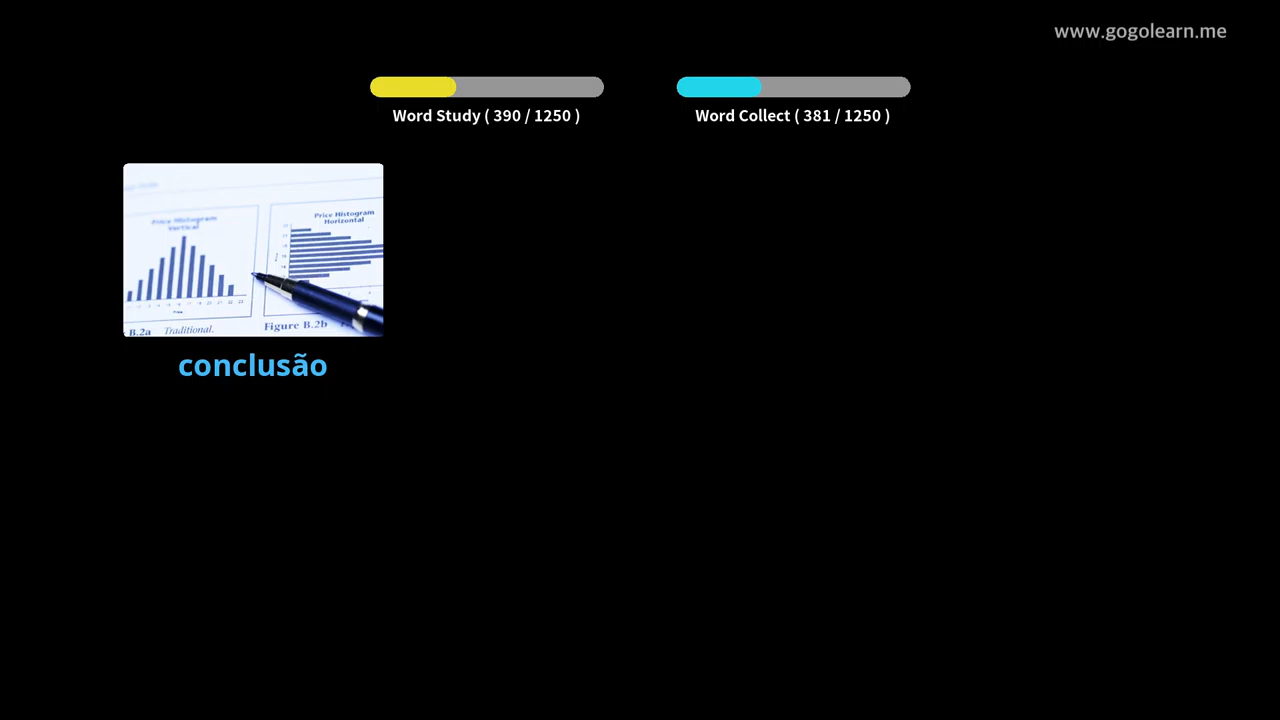 www.gogolearn.me
Word Study ( 390 / 1250 )
Word Collect ( 381 / 1250 )
Price Histogram
Vertical
Price Histogram
Horizontal
Price
B.2a Traditional.
Figure B.2b
conclusão